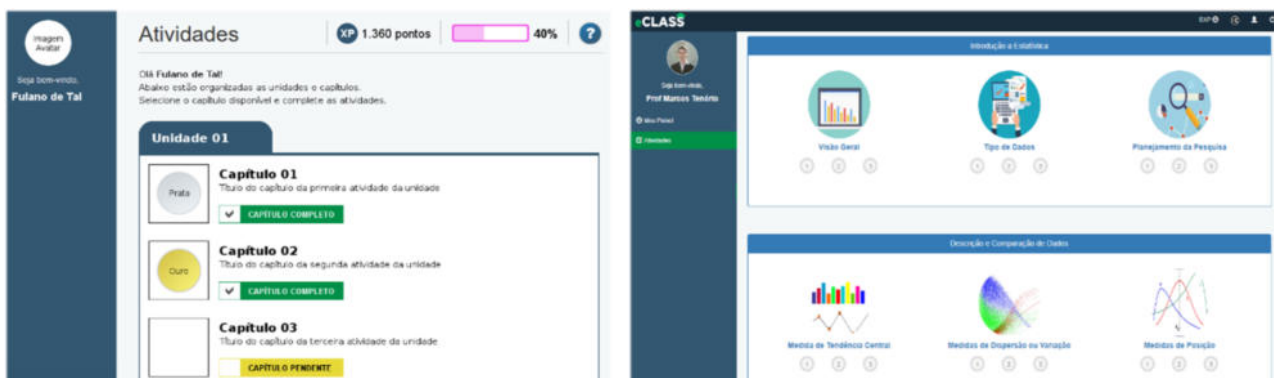 Imagem
Avatar
Seja bem-vindo,
Fulano de Tal
Atividades
XP 1.360 pontos
40%
?
Olá Fulano de Tal!
Abaixo estão organizadas as unidades e capítulos.
Selecione o capítulo disponível e complete as atividades.
Unidade 01
Prata
Capítulo 01
Título do capítulo da primeira atividade da unidade
CAPÍTULO COMPLETO
Ouro
Capítulo 02
Título do capítulo da segunda atividade da unidade
CAPÍTULO COMPLETO
Capítulo 03
Título do capítulo da terceira atividade da unidade
CAPÍTULO PENDENTE
eCLASS
Seja bem-vindo,
Prof Marcos Tenório
Meu Painel
Atividades
Introdução a Estatística
Visão Geral
Tipo de Dados
Planejamento da Pesquisa
1 2 3
1 2 3
1 2 3
Descrição e Comparação de Dados
Medida de Tendência Central
Medidas de Dispersão ou Variação
Medidas de Posição
1 2 3
1 2 3
1 2 3